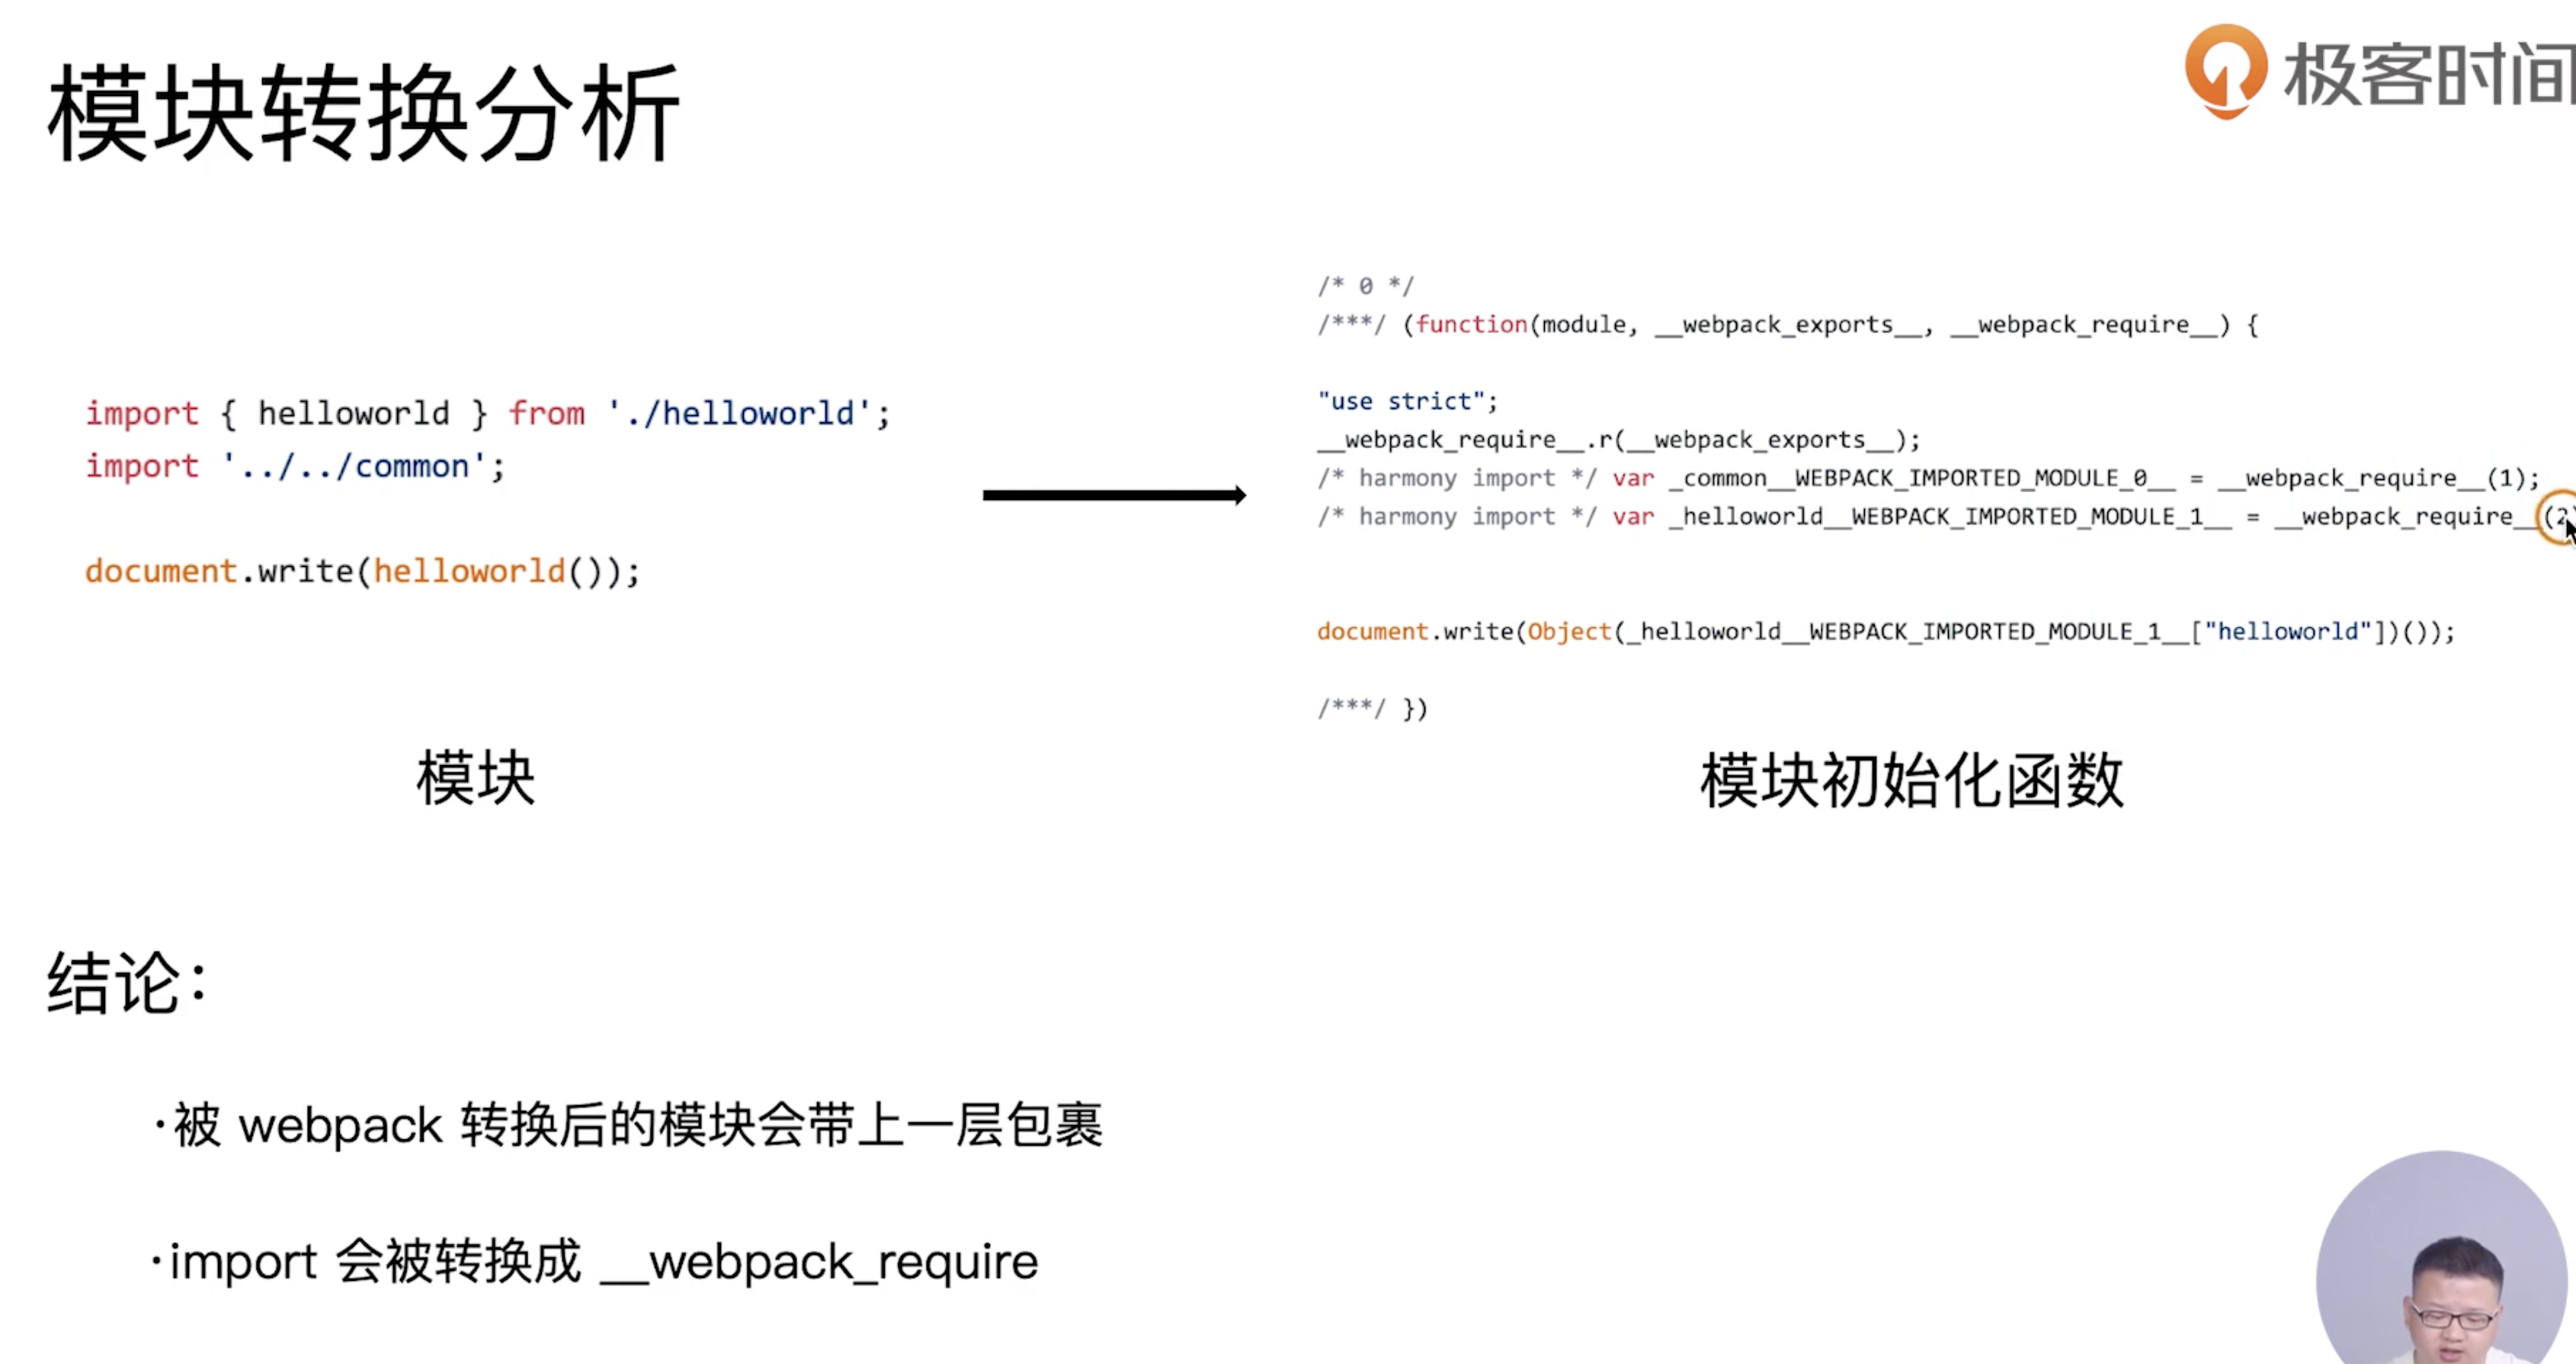 模块转换分析
极客时间
import { helloworld } from './helloworld';
import '../../common';
document.write(helloworld());
模块
/* 0 */
/***/ (function(module, __webpack_exports__, __webpack_require__) {
"use strict";
__webpack_require__.r(__webpack_exports__);
/* harmony import */ var _common__WEBPACK_IMPORTED_MODULE_0__ = __webpack_require__(1);
/* harmony import */ var _helloworld__WEBPACK_IMPORTED_MODULE_1__ = __webpack_require__(2)
document.write(Object(_helloworld__WEBPACK_IMPORTED_MODULE_1__["helloworld"])());
/***/ })
模块初始化函数
结论：
·被 webpack 转换后的模块会带上一层包裹
·import 会被转换成 __webpack_require